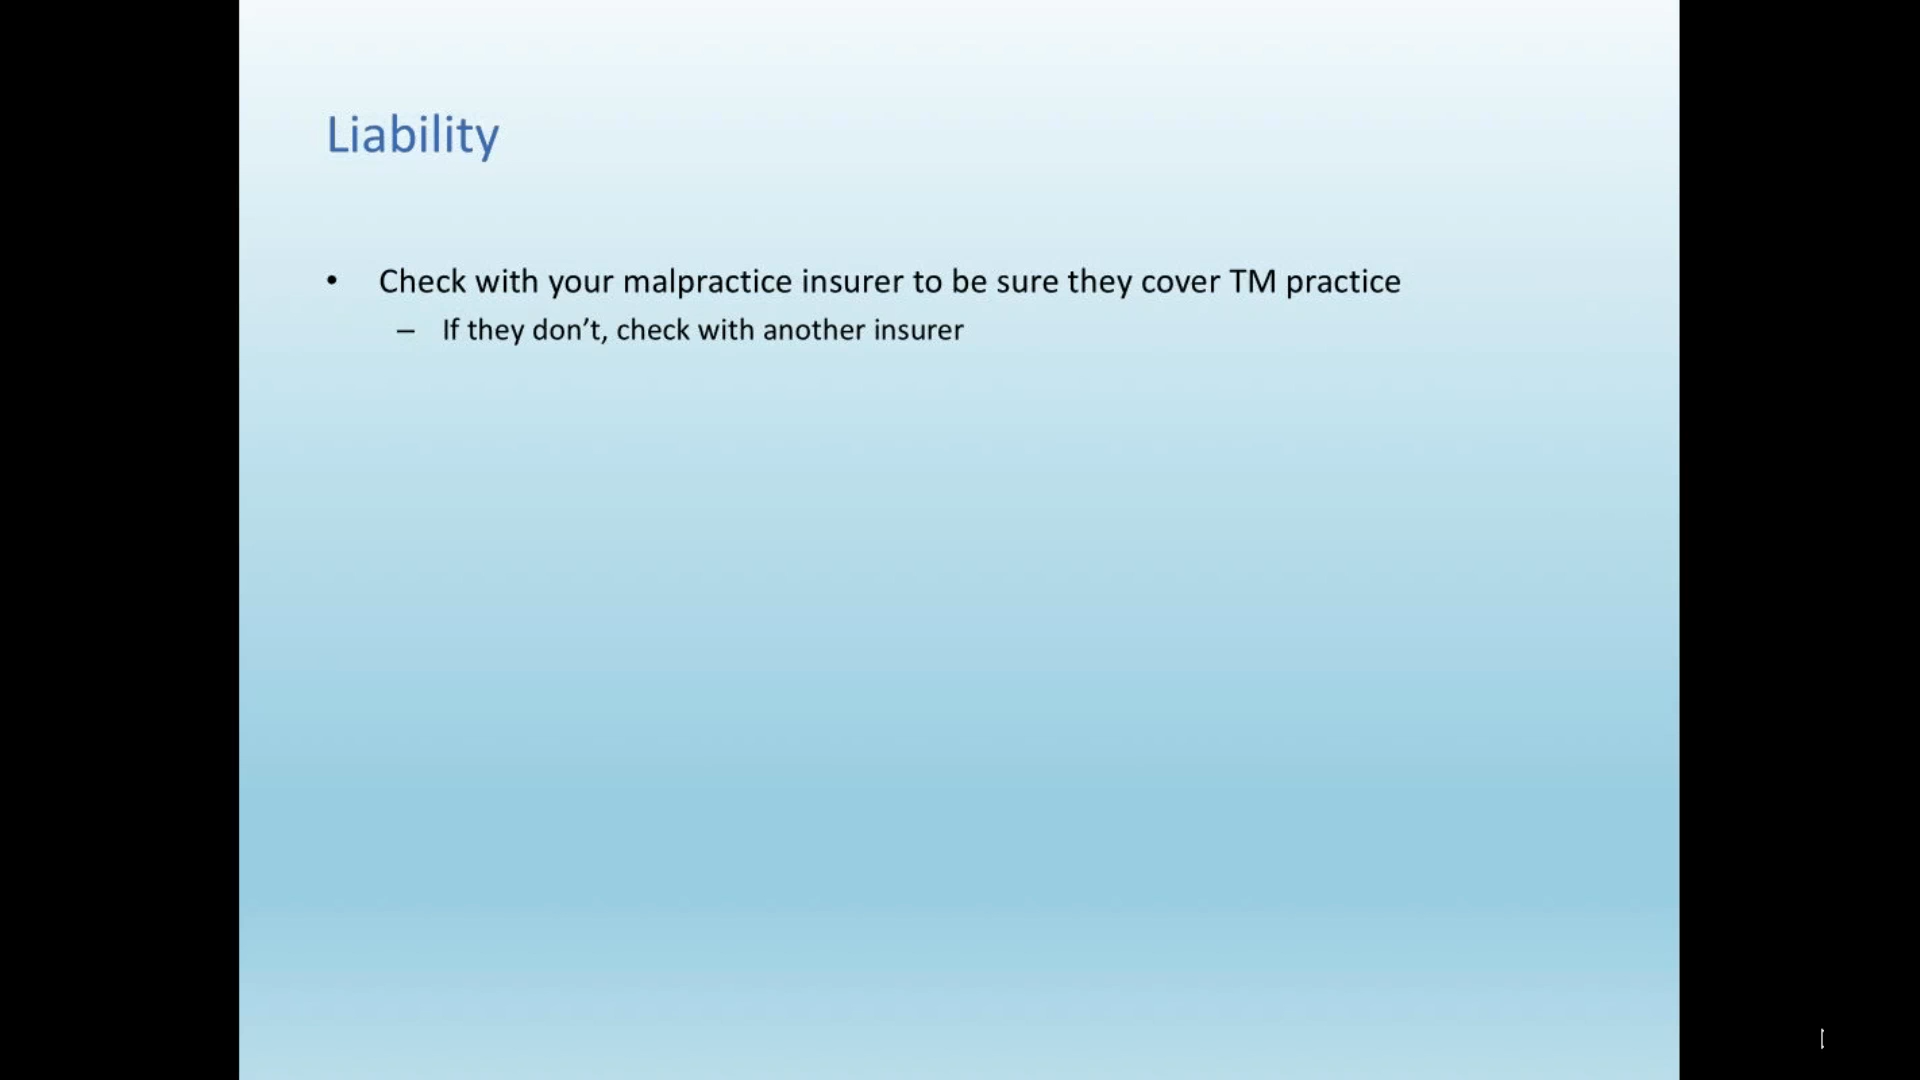 Liability
• Check with your malpractice insurer to be sure they cover TM practice
– If they don’t, check with another insurer